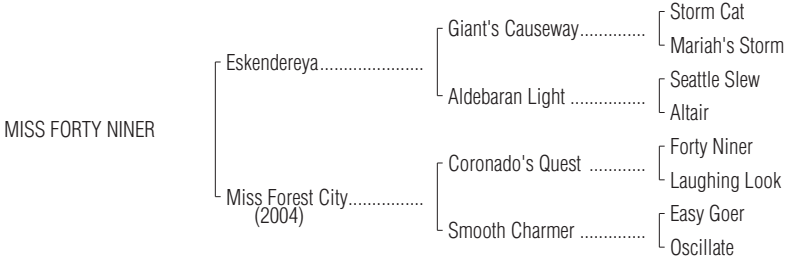 Storm Cat
Giant's Causeway..............
Mariah's Storm
Eskendereya......................
Seattle Slew
Aldebaran Light ................
Altair
MISS FORTY NINER
Forty Niner
Coronado's Quest ............
Laughing Look
Miss Forest City................
(2004)
Easy Goer
Smooth Charmer ..............
Oscillate